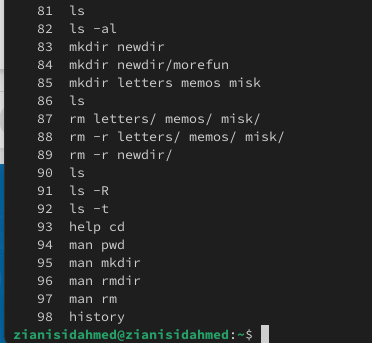 81 ls
82 ls -al
83 mkdir newdir
84 mkdir newdir/morefun
85 mkdir letters memos misk
86 ls
87 rm letters/ memos/ misk/
88 rm -r letters/ memos/ misk/
89 rm -r newdir/
90 ls
91 ls -R
92 ls -t
93 help cd
94 man pwd
95 man mkdir
96 man rmdir
97 man rm
98 history
zianisidahmed@zianisidahmed:~$